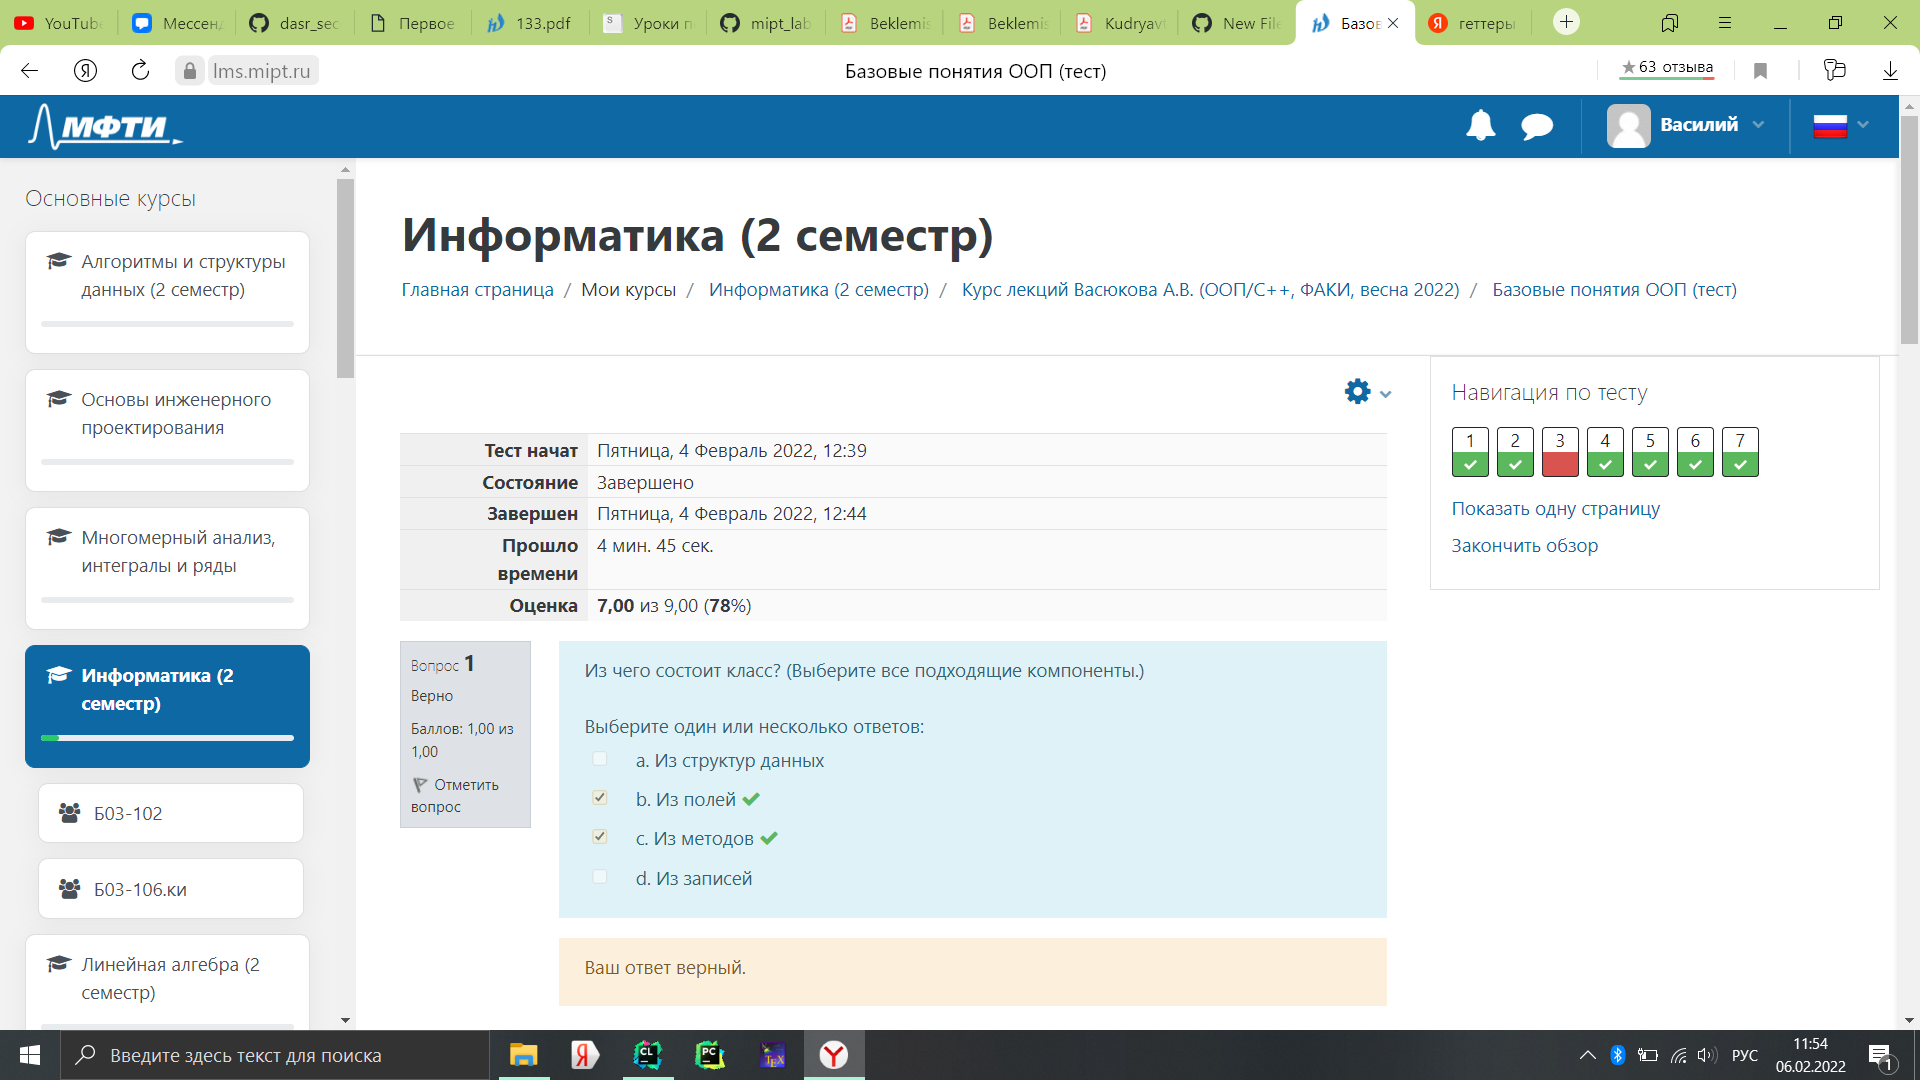 YouTube
Мессенд
dasr_sec
Первое
133.pdf
Уроки п
mipt_lab
Beklemis
Beklemis
Kudryavt
New File
Базов
геттеры
lms.mipt.ru
Базовые понятия ООП (тест)
63 отзыва
МФТИ
Василий
Основные курсы
Алгоритмы и структуры
данных (2 семестр)
Основы инженерного
проектирования
Многомерный анализ,
интегралы и ряды
Информатика (2
семестр)
Б03-102
Б03-106.ки
Линейная алгебра (2
семестр)
Информатика (2 семестр)
Главная страница / Мои курсы / Информатика (2 семестр) / Курс лекций Васюкова А.В. (ООП/C++, ФАКИ, весна 2022) / Базовые понятия ООП (тест)
Тест начат Пятница, 4 Февраль 2022, 12:39
Состояние Завершено
Завершен Пятница, 4 Февраль 2022, 12:44
Прошло времени 4 мин. 45 сек.
Оценка 7,00 из 9,00 (78%)
Вопрос 1
Верно
Баллов: 1,00 из
1,00
Отметить
вопрос
Из чего состоит класс? (Выберите все подходящие компоненты.)
Выберите один или несколько ответов:
a. Из структур данных
b. Из полей
c. Из методов
d. Из записей
Ваш ответ верный.
Навигация по тесту
1 2 3 4 5 6 7
Показать одну страницу
Закончить обзор
Введите здесь текст для поиска
РУС
11:54
06.02.2022
1